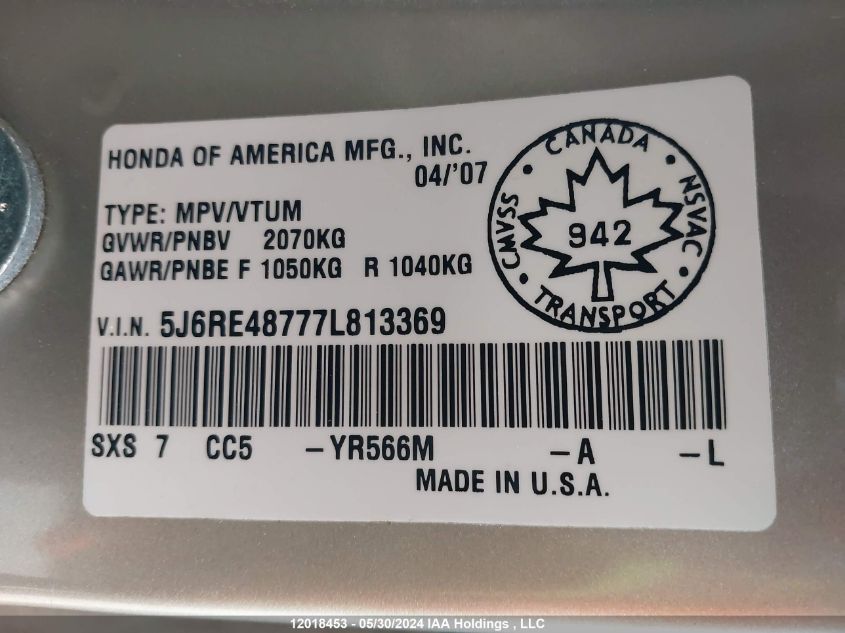 HONDA OF AMERICA MFG., INC.
04/'07
TYPE: MPV/VTUM
GVWR/PNBV 2070KG
GAWR/PNBE F 1050KG R 1040KG
V.I.N. 5J6RE48777L813369
CANADA • NSVAC • TRANSPORT • CMVSS •
942
SXS 7 CC5 -YR566M -A -L
MADE IN U.S.A.
12018453 - 05/30/2024 IAA Holdings , LLC